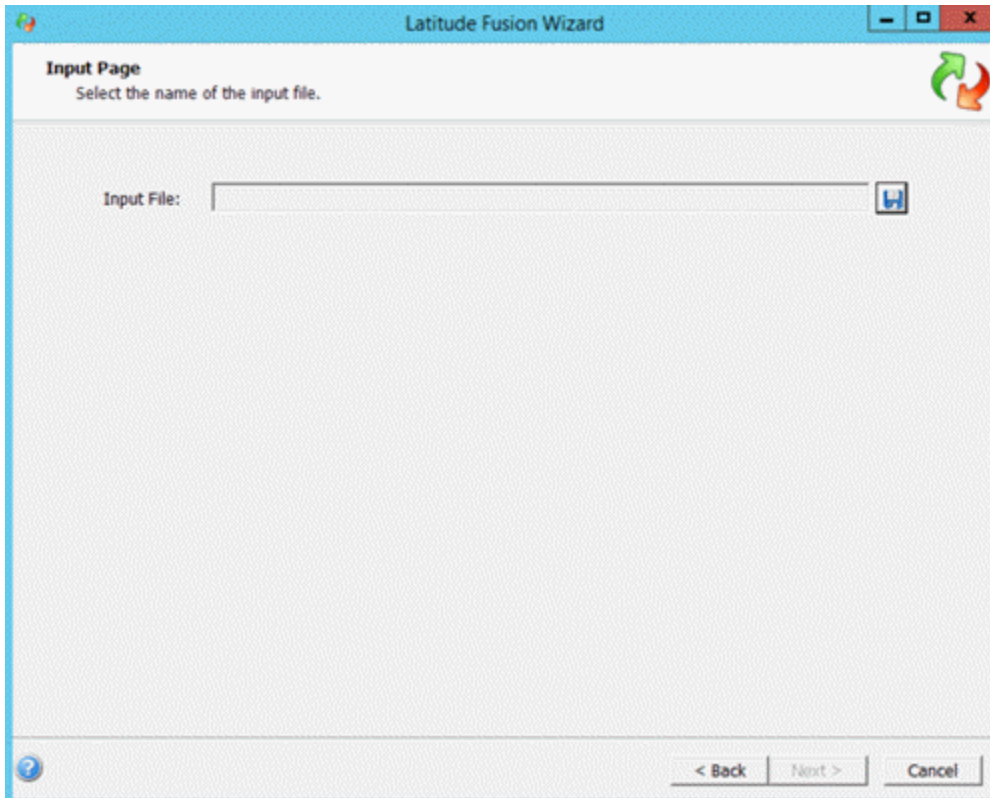 Latitude Fusion Wizard
Input Page
Select the name of the input file.
Input File:
< Back
Next >
Cancel